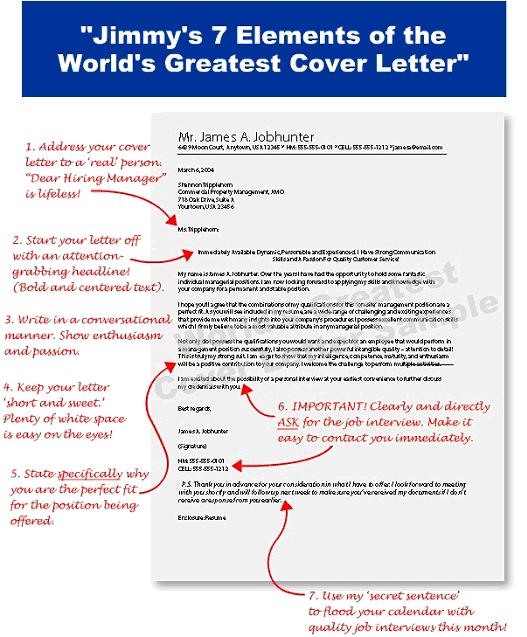 "Jimmy's 7 Elements of the
World's Greatest Cover Letter"
1. Address your cover
letter to a 'real' person.
"Dear Hiring Manager"
is lifeless!
2. Start your letter off
with an attention-
grabbing headline!
(Bold and centered text).
3. Write in a conversational
manner. Show enthusiasm
and passion.
4. Keep your letter
'short and sweet.'
Plenty of white space
is easy on the eyes!
5. State specifically why
you are the perfect fit
for the position being
offered.
Mr. James A. Jobhunter
Moon Court, Anytown, USA 12345 * HM: 555-555-0101 *CELL: 555-555-1212 *
March 6, 2004
Shannon Tripplehorn
Commercial Property Management, AMO
718 Oak Drive, Suite A
Yourtown, USA 23456
Ms. Tripplehorn:
Immediately Available. Dynamic, Personable and Experienced. I Have Strong Communication
Skills and A Passion For Quality Customer Service!
My name is James A. Jobhunter. Over the years I have had the opportunity to hold some fantastic
individual managerial positions. I am now looking forward to applying my skills and knowledge with
your company for a permanent and stable position.
I hope you'll agree that the combinations of my qualifications for the management position are a
perfect fit. As you will see included in my resume are a wide range of challenging and exciting experiences
that provide me with many insights into your company's procedures. I possess excellent communication skills
which I firmly believe to be a most valuable attribute in any managerial position.
Not only do I possess the qualifications you would want and expect or an employee that would perform in
a management position successfully, I also possess another powerful intangible quality – attention to detail!
This is truly my strong suit. I am eager to show that my intelligence, competence, maturity, and enthusiasm
will be a positive contribution to your company. I welcome the challenge to perform multiple activities.
I am excited about the possibility of a personal interview at your earliest convenience to further discuss
my credentials with you.
Best regards,
James A. Jobhunter
(Signature)
HM: 555-555-0101
CELL: 555-555-1212
P.S. Thank you in advance for your consideration in what I have to offer. I look forward to meeting
with you shortly and will follow up next week to make sure you've received my documents if I don't
receive a response from you earlier.
Enclosure: Resume
6. IMPORTANT! Clearly and directly
ASK for the job interview. Make it
easy to contact you immediately.
7. Use my 'secret sentence'
to flood your calendar with
quality job interviews this month!